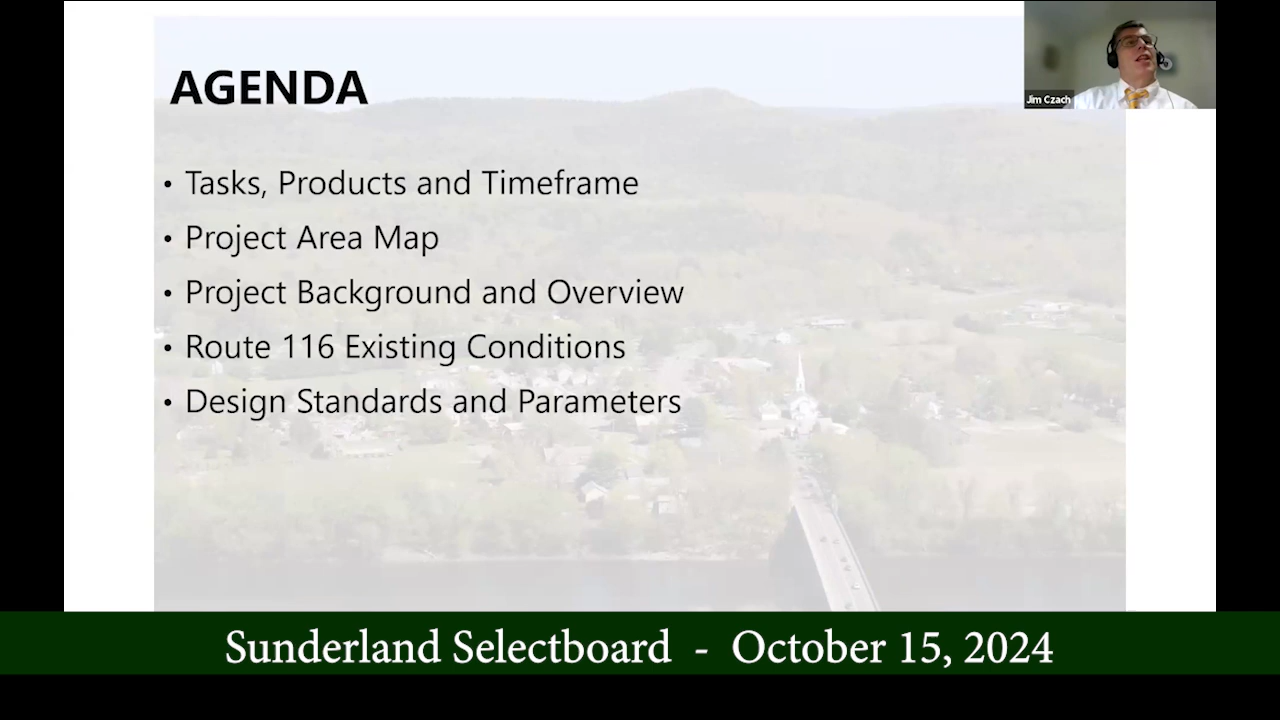 AGENDA
Jim Czach
• Tasks, Products and Timeframe
• Project Area Map
• Project Background and Overview
• Route 116 Existing Conditions
• Design Standards and Parameters
Sunderland Selectboard - October 15, 2024